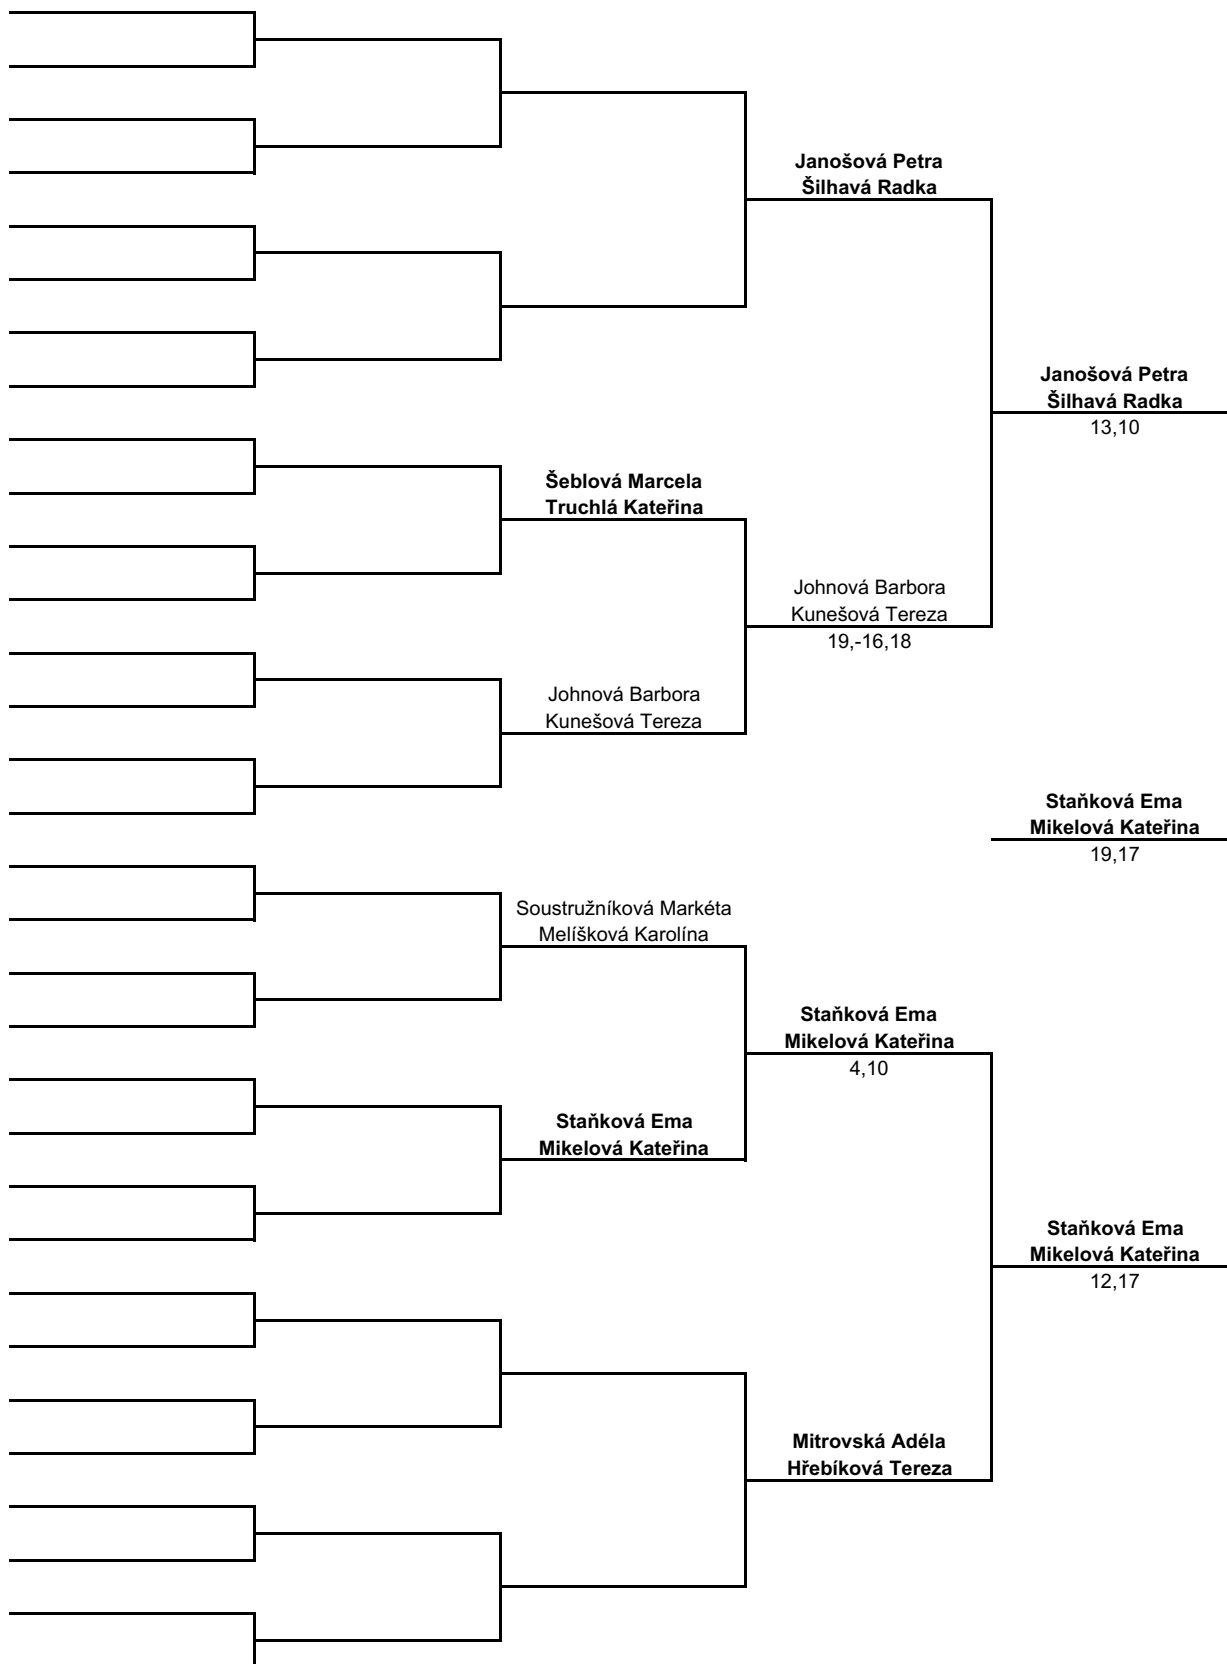 Janošová Petra
Šilhavá Radka
Janošová Petra
Šilhavá Radka
13,10
Šeblová Marcela
Truchlá Kateřina
Johnová Barbora
Kunešová Tereza
19,-16,18
Johnová Barbora
Kunešová Tereza
Staňková Ema
Mikelová Kateřina
19,17
Soustružníková Markéta
Melíšková Karolína
Staňková Ema
Mikelová Kateřina
4,10
Staňková Ema
Mikelová Kateřina
Staňková Ema
Mikelová Kateřina
12,17
Mitrovská Adéla
Hřebíková Tereza